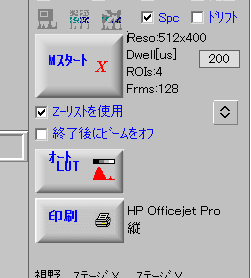 Spc ドリフト
Mスタート X
Reso:512x400
Dwell[us] 200
ROIs:4
Frms:128
Z-リストを使用
終了後にビームをオフ
オート
LUT
印刷
HP Officejet Pro
縦
視野 ステージX ステージY